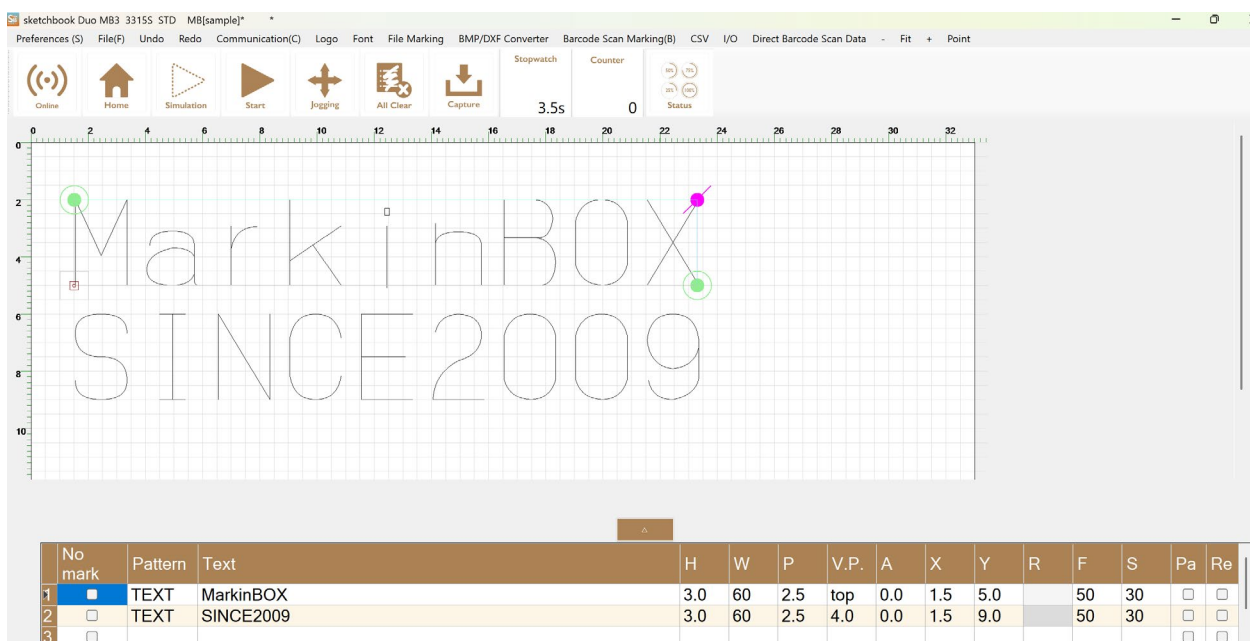 sketchbook Duo MB3 3315S STD MB[sample]* *
Preferences (S) File(F) Undo Redo Communication(C) Logo Font File Marking BMP/DXF Converter Barcode Scan Marking(B) CSV I/O Direct Barcode Scan Data - Fit + Point
Online Home Simulation Start Jogging All Clear Capture Stopwatch 3.5s Counter 0 Status
0 2 4 6 8 10 12 14 16 18 20 22 24 26 28 30 32
0
2
4
6
8
10
MarkinBOX
SINCE2009
No mark Pattern Text H W P V.P. A X Y R F S Pa Re
1 TEXT MarkinBOX 3.0 60 2.5 top 0.0 1.5 5.0 50 30
2 TEXT SINCE2009 3.0 60 2.5 4.0 0.0 1.5 9.0 50 30
3